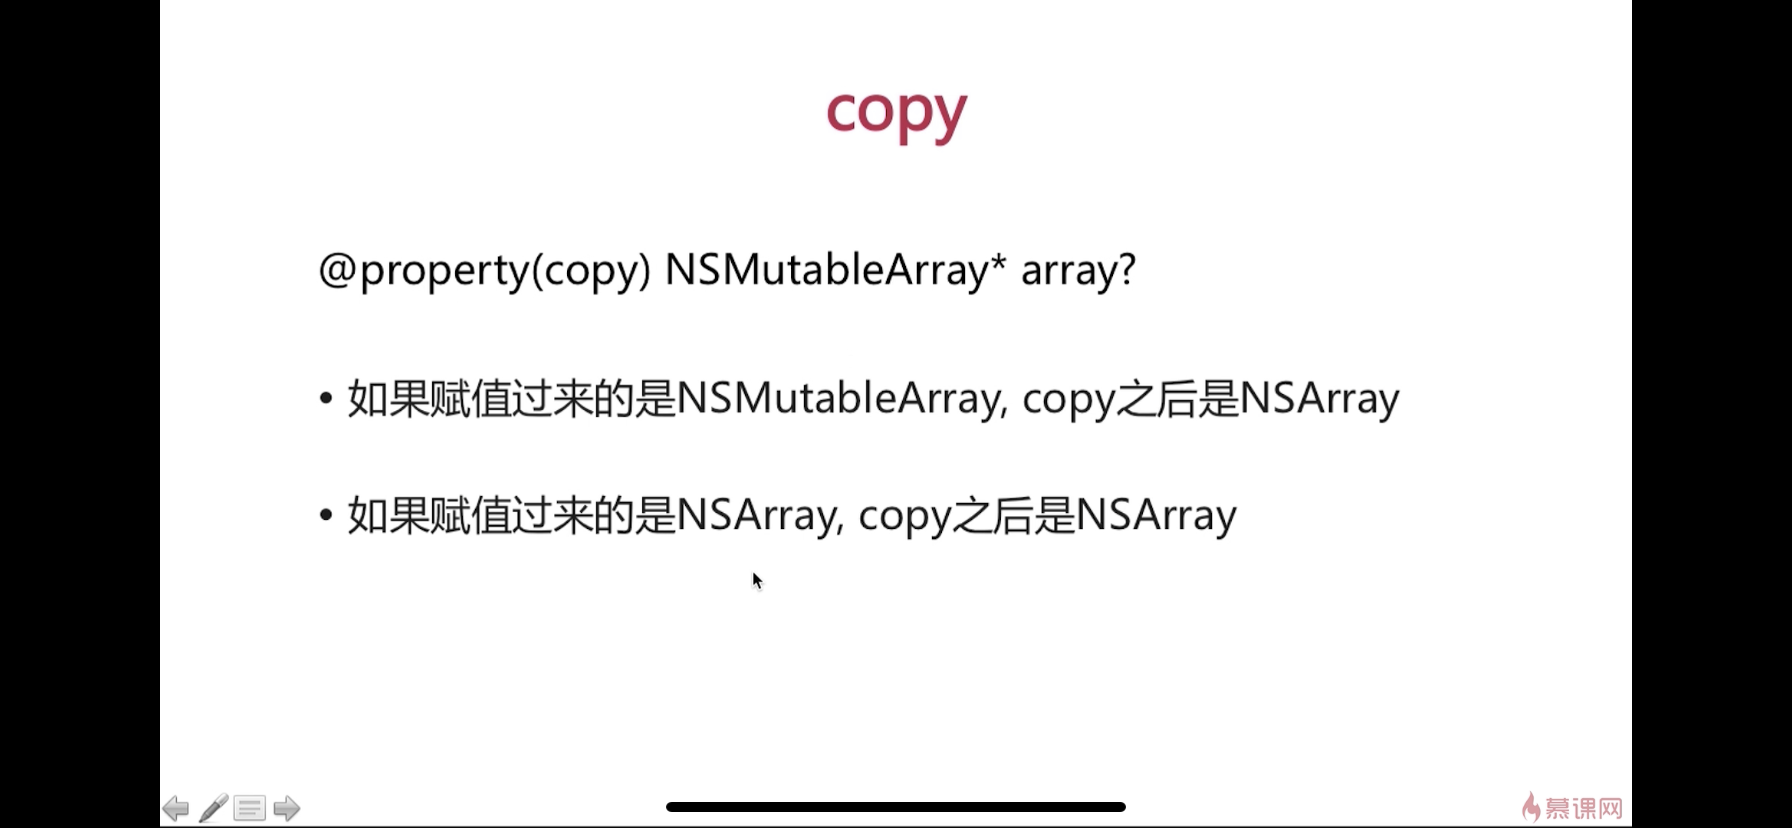 copy
@property(copy) NSMutableArray* array?
• 如果赋值过来的是NSMutableArray, copy之后是NSArray
• 如果赋值过来的是NSArray, copy之后是NSArray
慕课网